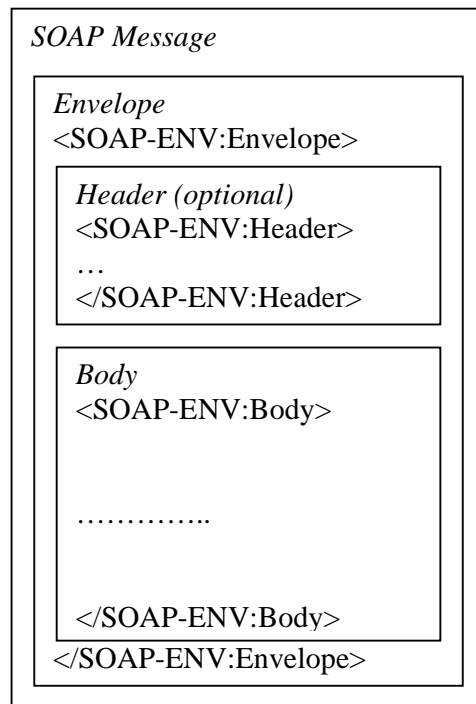 SOAP Message
Envelope
<SOAP-ENV:Envelope>
Header (optional)
<SOAP-ENV:Header>
…
</SOAP-ENV:Header>
Body
<SOAP-ENV:Body>
…………..
</SOAP-ENV:Body>
</SOAP-ENV:Envelope>